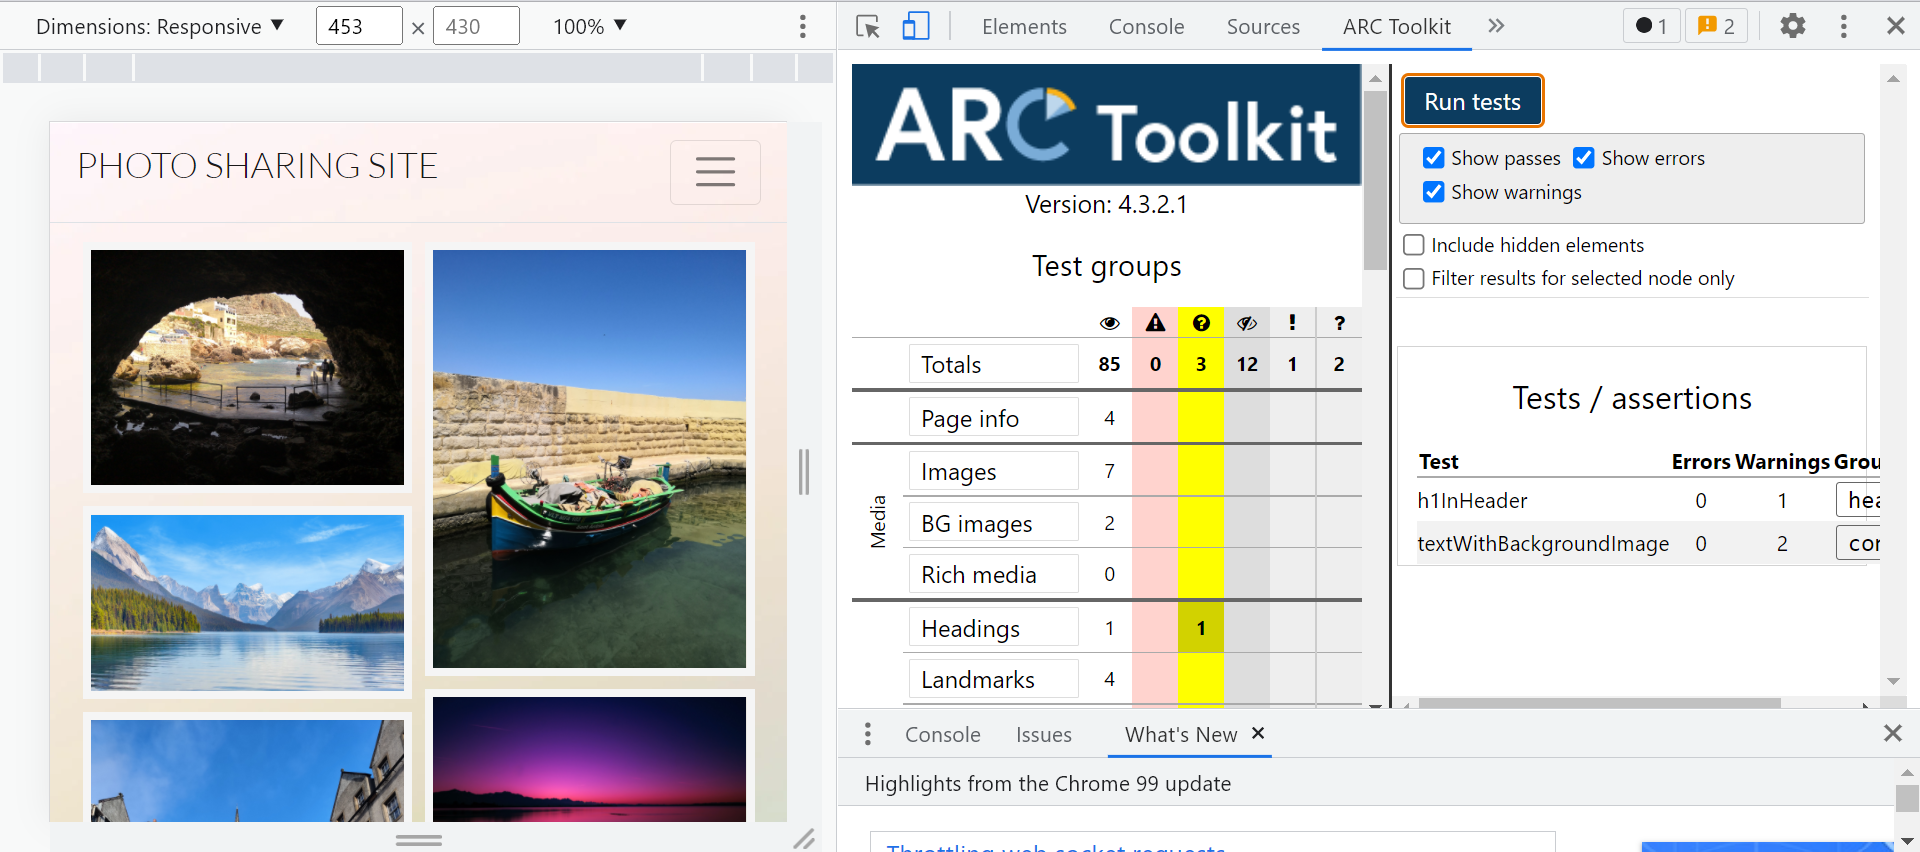 Dimensions: Responsive ▼ 453 × 430 100% ▼
Elements Console Sources ARC Toolkit » 1 2
PHOTO SHARING SITE
ARC Toolkit
Version: 4.3.2.1
Test groups
! ?
Totals 85 0 3 12 1 2
Page info 4
Media
Images 7
BG images 2
Rich media 0
Headings 1 1
Landmarks 4
Run tests
Show passes Show errors
Show warnings
Include hidden elements
Filter results for selected node only
Tests / assertions
Test Errors Warnings Grou
h1InHeader 0 1 hea
textWithBackgroundImage 0 2 cor
Console Issues What's New ×
Highlights from the Chrome 99 update
Throttling web socket requests